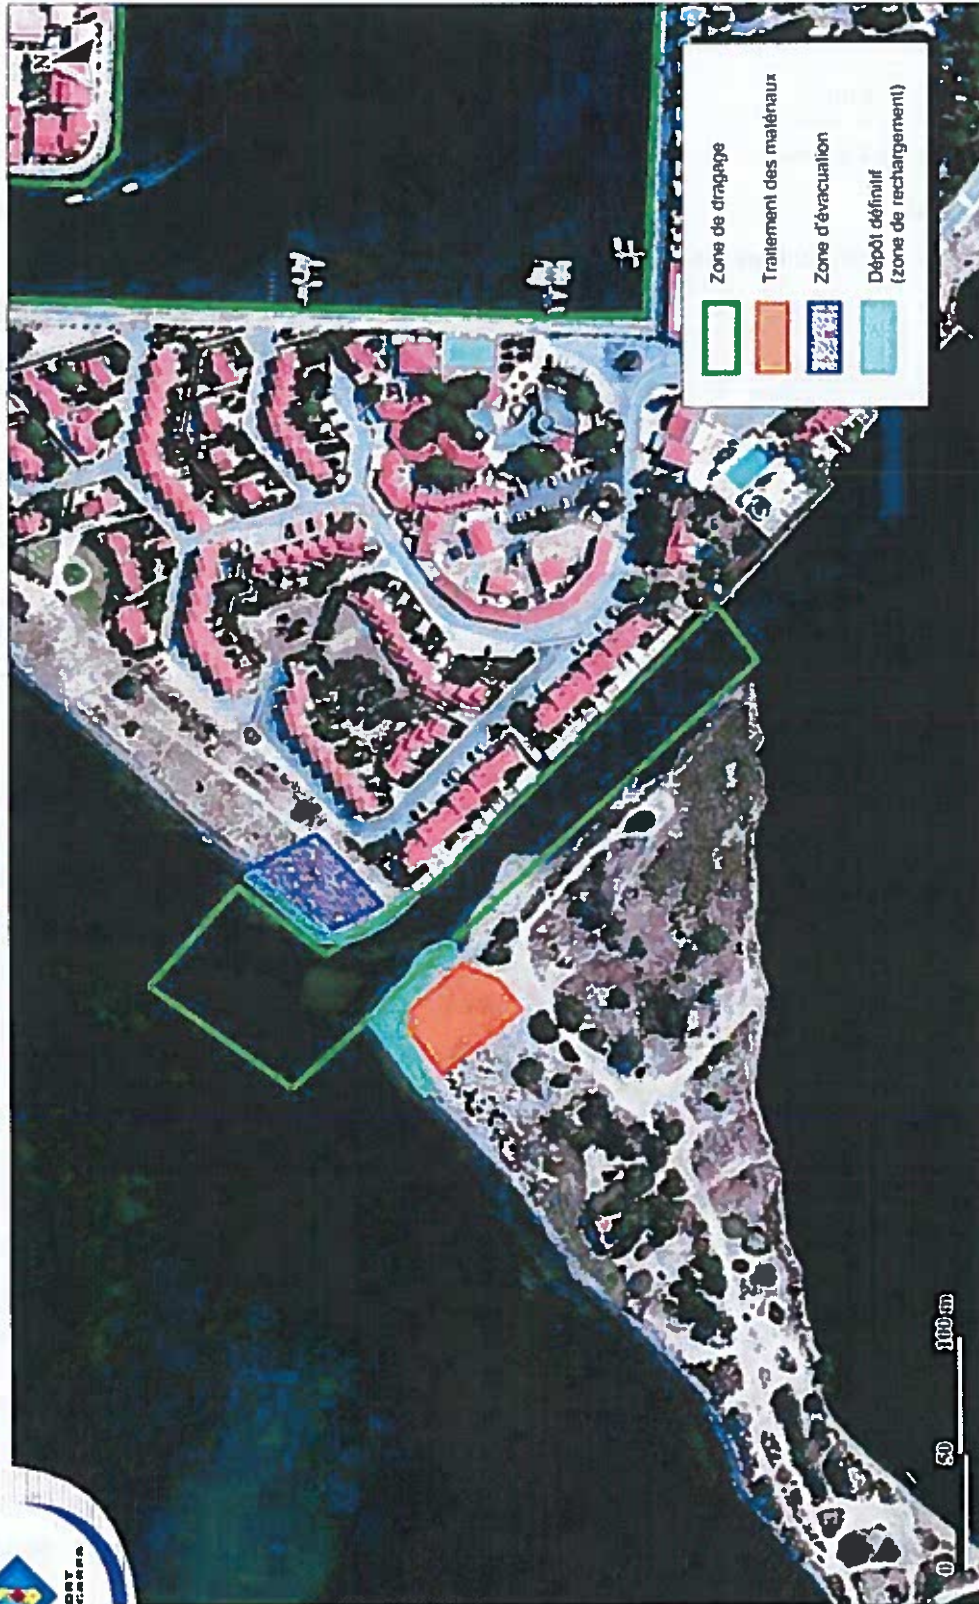 N
Zone de dragage
Traitement des matériaux
Zone d'évacuation
Dépôt définitif
(zone de rechargement)
0 50 100 m